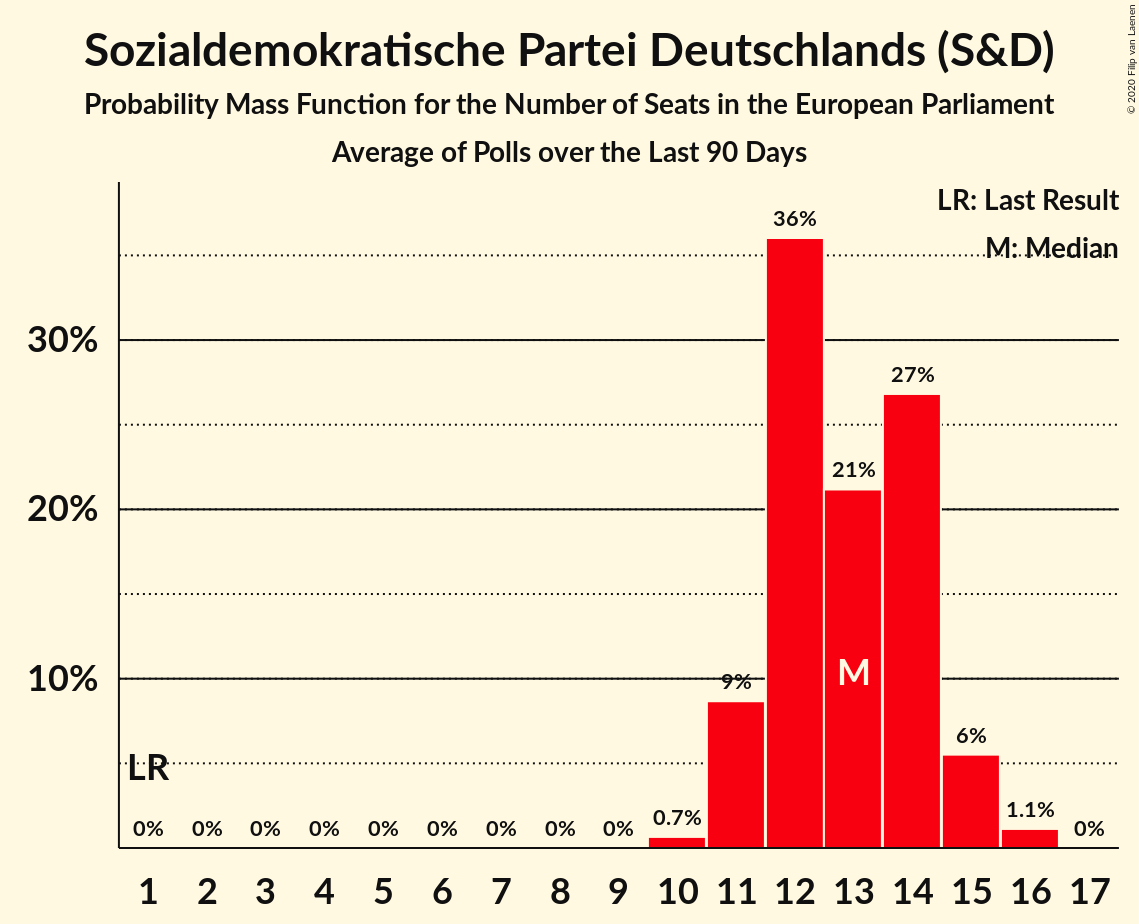 Sozialdemokratische Partei Deutschlands (S&D)
Probability Mass Function for the Number of Seats in the European Parliament
Average of Polls over the Last 90 Days
© 2020 Filip van Laenen
LR: Last Result
M: Median
36%
30%
27%
21%
20%
10%
9%
M
6%
LR
0% 0% 0% 0% 0% 0% 0% 0% 0% 0.7% 1.1% 0%
1 2 3 4 5 6 7 8 9 10 11 12 13 14 15 16 17